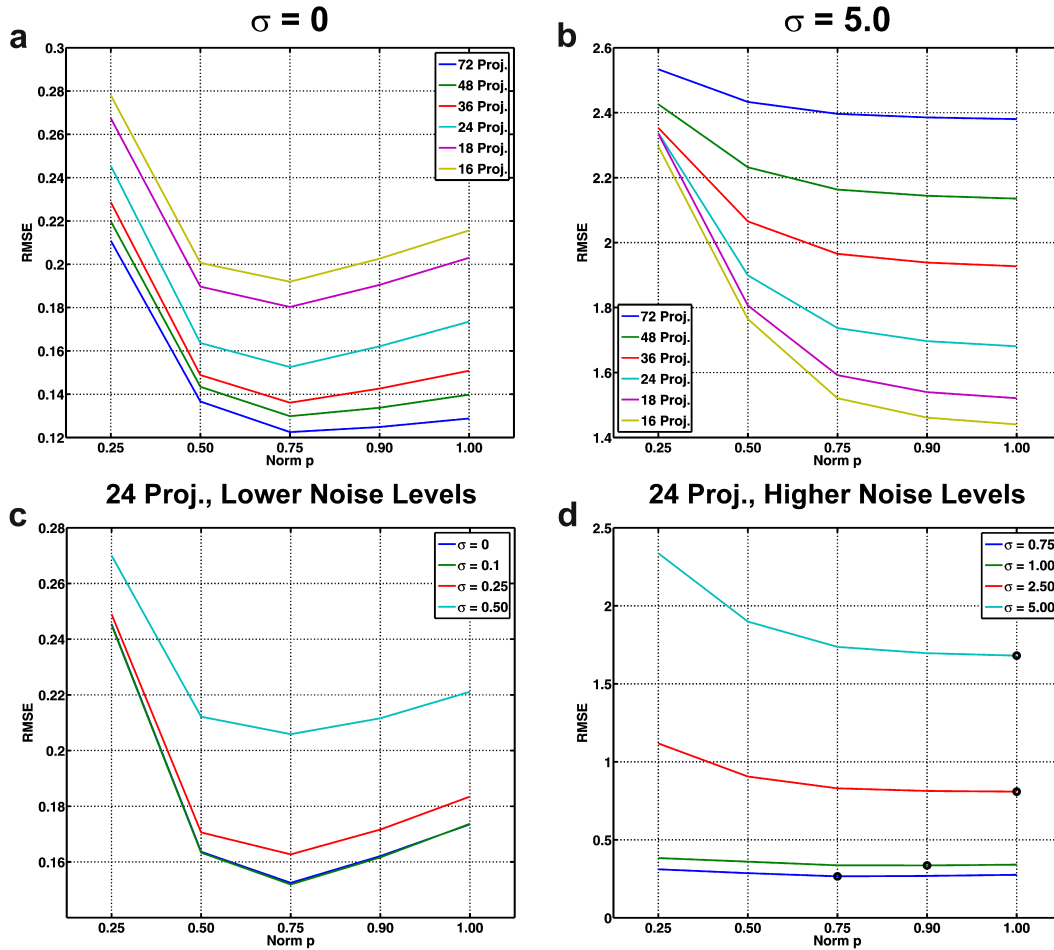 σ = 0
σ = 5.0
a
b
0.3
0.28
0.26
0.24
0.22
0.2
0.18
0.16
0.14
0.12
RMSE
72 Proj.
48 Proj.
36 Proj.
24 Proj.
18 Proj.
16 Proj.
0.25
0.50
0.75
0.90
1.00
Norm p
2.6
2.4
2.2
2
1.8
1.6
1.4
RMSE
72 Proj.
48 Proj.
36 Proj.
24 Proj.
18 Proj.
16 Proj.
0.25
0.50
0.75
0.90
1.00
Norm p
24 Proj., Lower Noise Levels
24 Proj., Higher Noise Levels
c
d
0.28
0.26
0.24
0.22
0.2
0.18
0.16
RMSE
σ = 0
σ = 0.1
σ = 0.25
σ = 0.50
0.25
0.50
0.75
0.90
1.00
Norm p
2.5
2
1.5
1
0.5
0
RMSE
σ = 0.75
σ = 1.00
σ = 2.50
σ = 5.00
0.25
0.50
0.75
0.90
1.00
Norm p